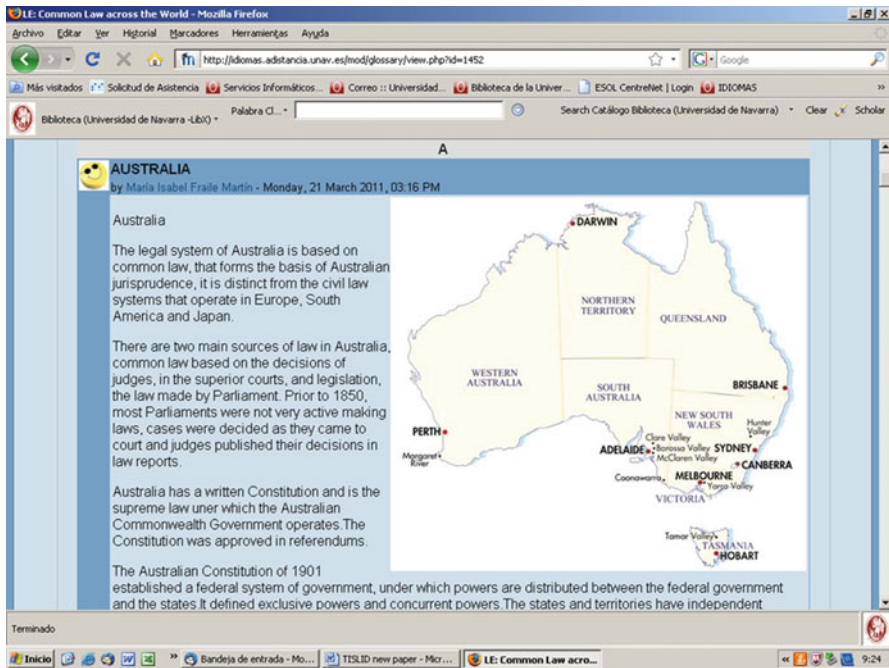 LE: Common Law across the World - Mozilla Firefox
Archivo Editar Ver Historial Marcadores Herramientas Ayuda
http://idiomas.adistancia.unav.es/mod/glossary/view.php?id=1452
Google
Más visitados Solicitud de Asistencia Servicios Informáticos... Correo :: Universidad... Biblioteca de la Univer... ESOL CentreNet | Login IDIOMAS »
Biblioteca (Universidad de Navarra -LibX) Palabra Cl... Search Catálogo Biblioteca (Universidad de Navarra) Clear Scholar
A
AUSTRALIA
by María Isabel Fraile Martín - Monday, 21 March 2011, 03:16 PM
Australia
The legal system of Australia is based on
common law, that forms the basis of Australian
jurisprudence, it is distinct from the civil law
systems that operate in Europe, South
America and Japan.
There are two main sources of law in Australia,
common law based on the decisions of
judges, in the superior courts, and legislation,
the law made by Parliament. Prior to 1850,
most Parliaments were not very active making
laws, cases were decided as they came to
court and judges published their decisions in
law reports.
Australia has a written Constitution and is the
supreme law uner which the Australian
Commonwealth Government operates.The
Constitution was approved in referendums.
The Australian Constitution of 1901
established a federal system of government, under which powers are distributed between the federal government
and the states.It defined exclusive powers and concurrent powers.The states and territories have independent
DARWIN
NORTHERN
TERRITORY
QUEENSLAND
WESTERN
AUSTRALIA
SOUTH
AUSTRALIA
BRISBANE
NEW SOUTH
WALES
Hunter
Valley
PERTH
Margaret
River
Clare Valley
ADELAIDE Barossa Valley SYDNEY
McClaren Valley
CANBERRA
Coonawarra MELBOURNE
Yarra Valley
VICTORIA
Tamar Valley
TASMANIA
HOBART
Terminado
Inicio » Bandeja de entrada - Mo... TISLID new paper - Micr... LE: Common Law acro... « 9:24